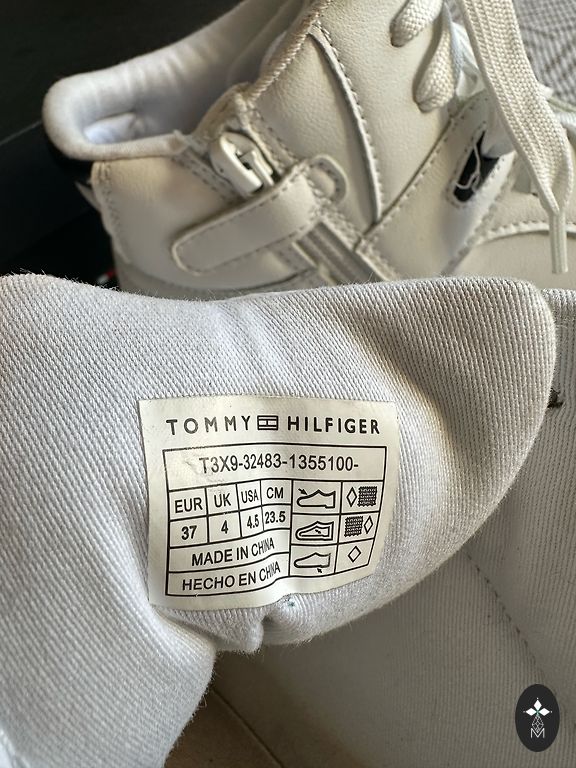 TOMMY HILFIGER
T3X9-32483-1355100-
EUR UK USA CM
37 4 4.5 23.5
MADE IN CHINA
HECHO EN CHINA
M